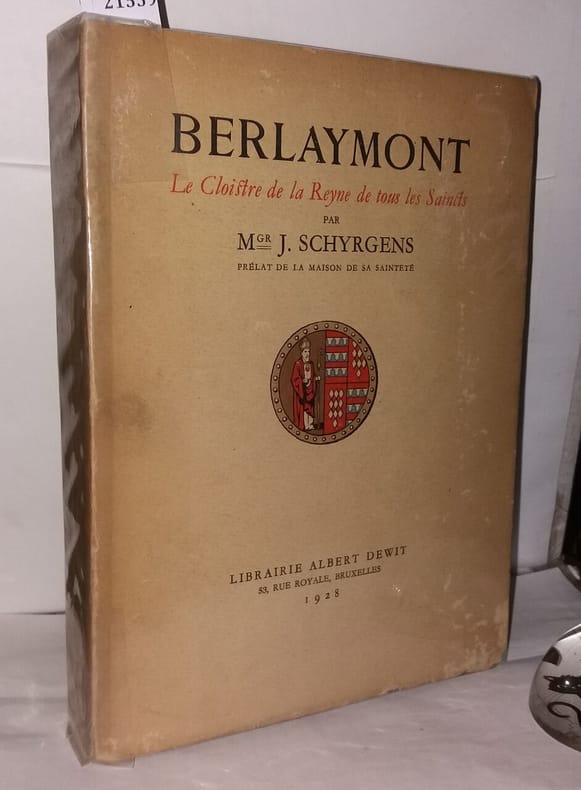 BERLAYMONT
Le Cloistre de la Reyne de tous les Saincts
PAR
MGR J. SCHYRGENS
PRÉLAT DE LA MAISON DE SA SAINTETÉ
LIBRAIRIE ALBERT DEWIT
53, RUE ROYALE, BRUXELLES
1928